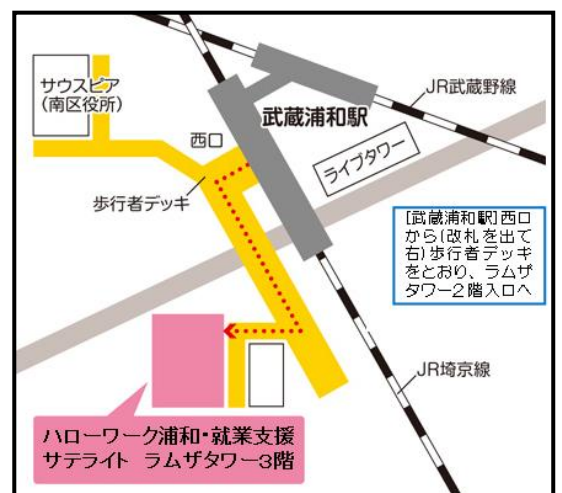 サウスピア
(南区役所)
JR武蔵野線
武蔵浦和駅
西口
ライブタワー
歩行者デッキ
[武蔵浦和駅]西口
から(改札を出て
右)歩行者デッキ
をとおり、ラムザ
タワー2階入口へ
JR埼京線
ハローワーク浦和・就業支援
サテライト ラムザタワー3階